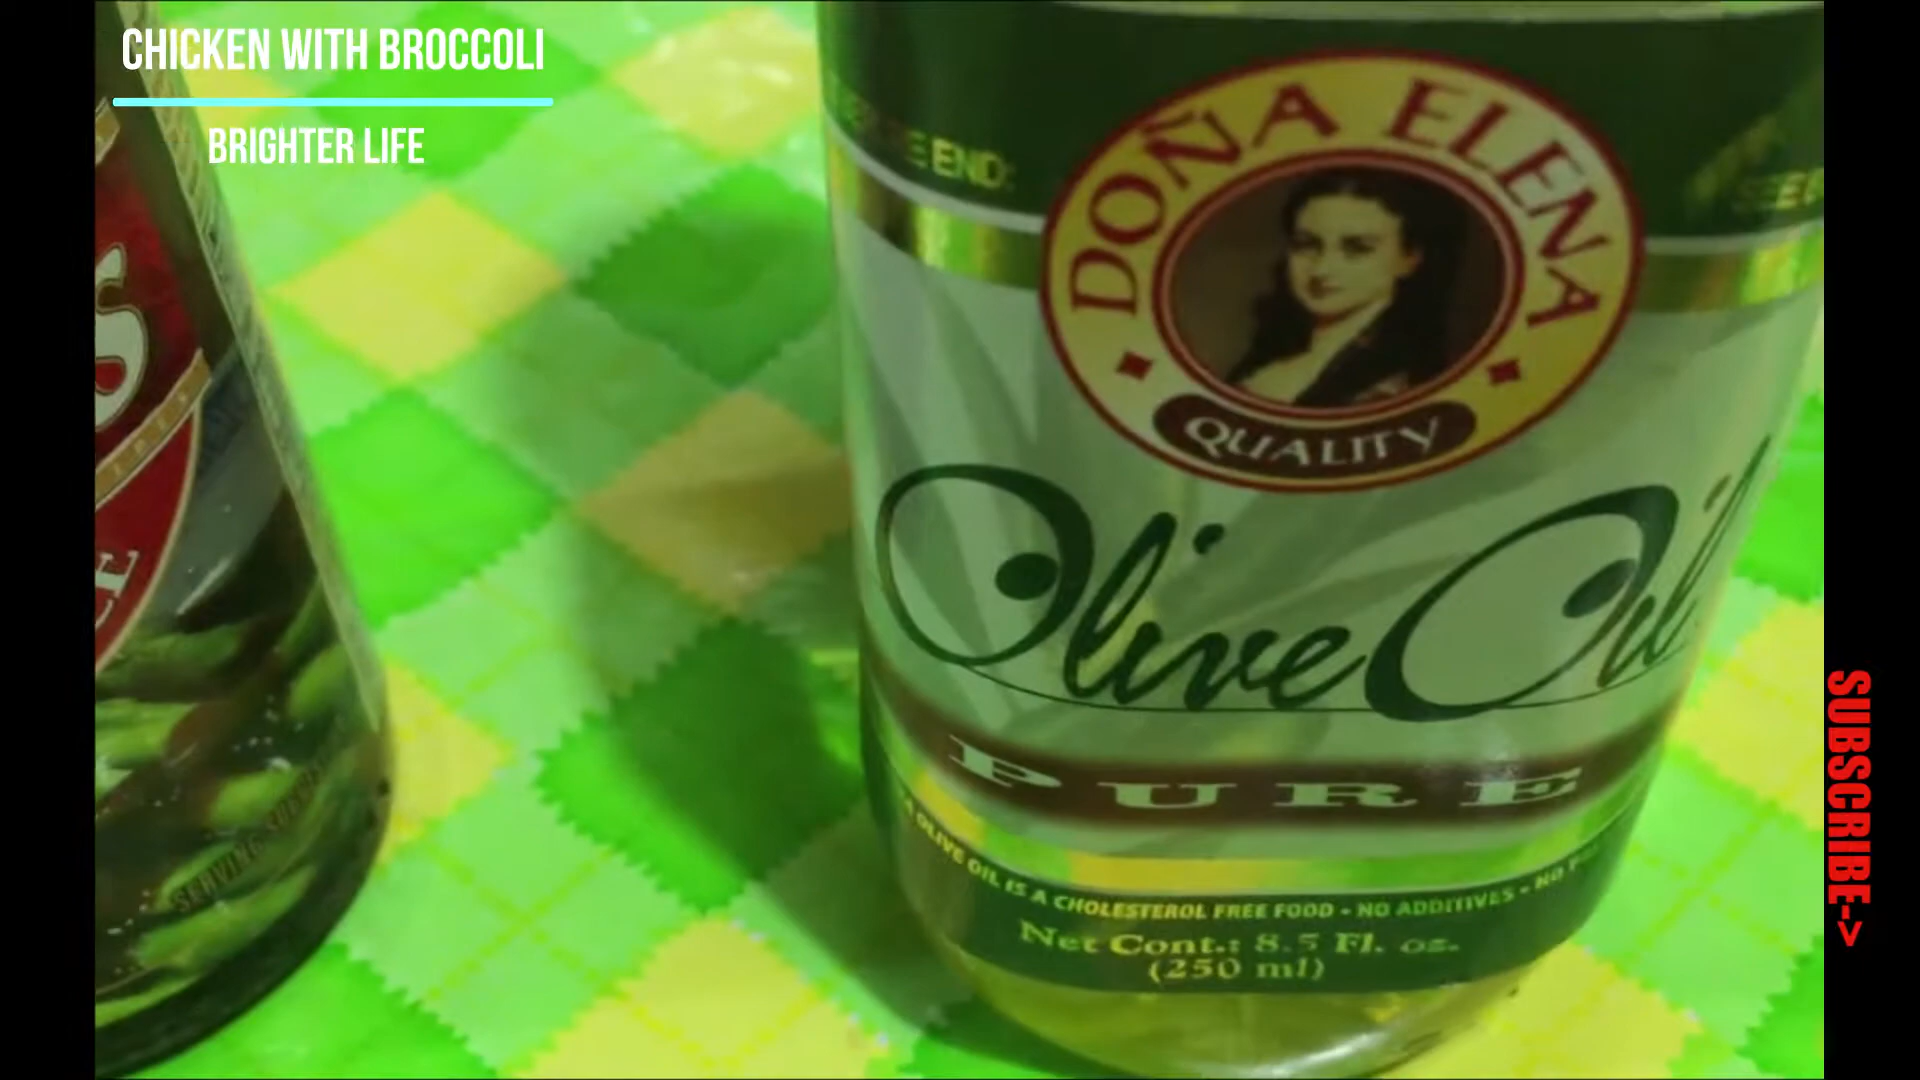 CHICKEN WITH BROCCOLI
BRIGHTER LIFE
END:
DOÑA ELENA
QUALITY
Olive Oil
PURE
OLIVE OIL IS A CHOLESTEROL FREE FOOD - NO ADDITIVES -
Net Cont.: 8.5 Fl. oz.
(250 ml)
SUBSCRIBE->